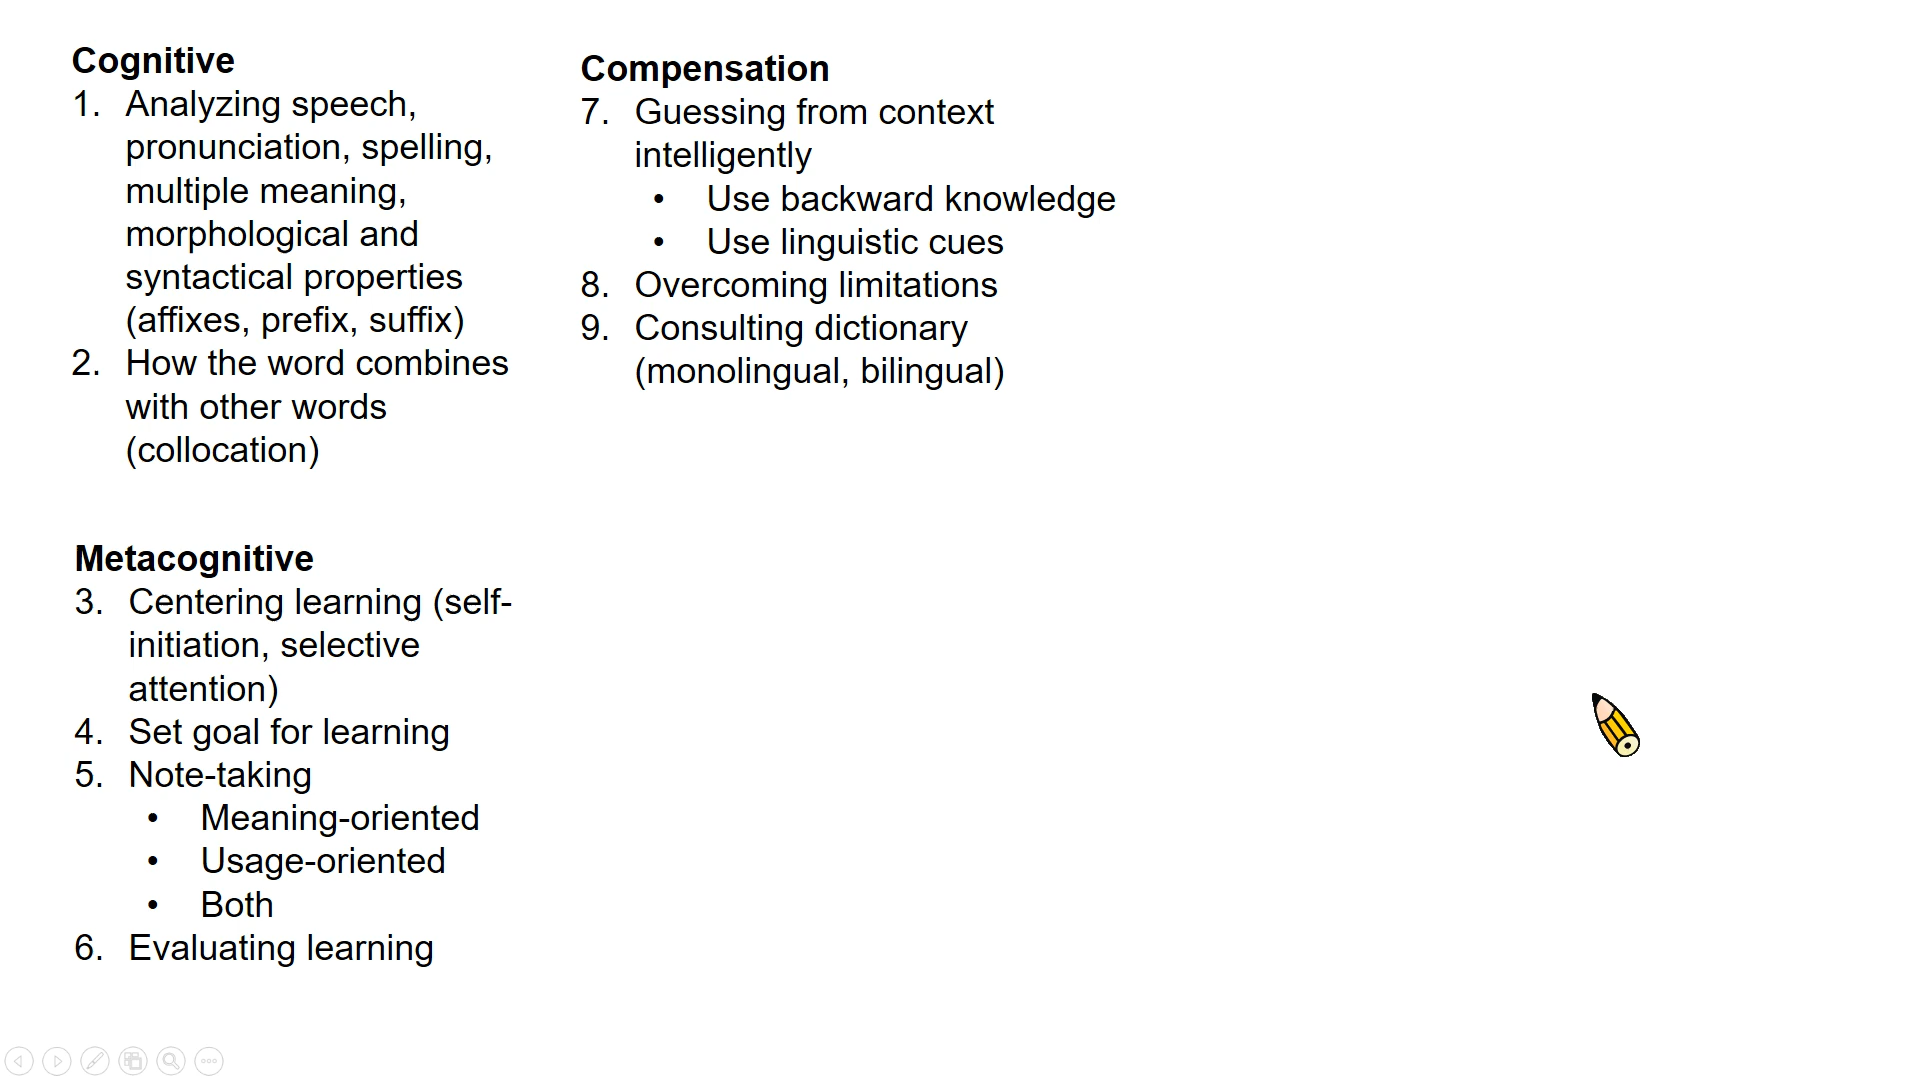 Cognitive
1. Analyzing speech,
pronunciation, spelling,
multiple meaning,
morphological and
syntactical properties
(affixes, prefix, suffix)
2. How the word combines
with other words
(collocation)
Metacognitive
3. Centering learning (self-
initiation, selective
attention)
4. Set goal for learning
5. Note-taking
• Meaning-oriented
• Usage-oriented
• Both
6. Evaluating learning
Compensation
7. Guessing from context
intelligently
• Use backward knowledge
• Use linguistic cues
8. Overcoming limitations
9. Consulting dictionary
(monolingual, bilingual)